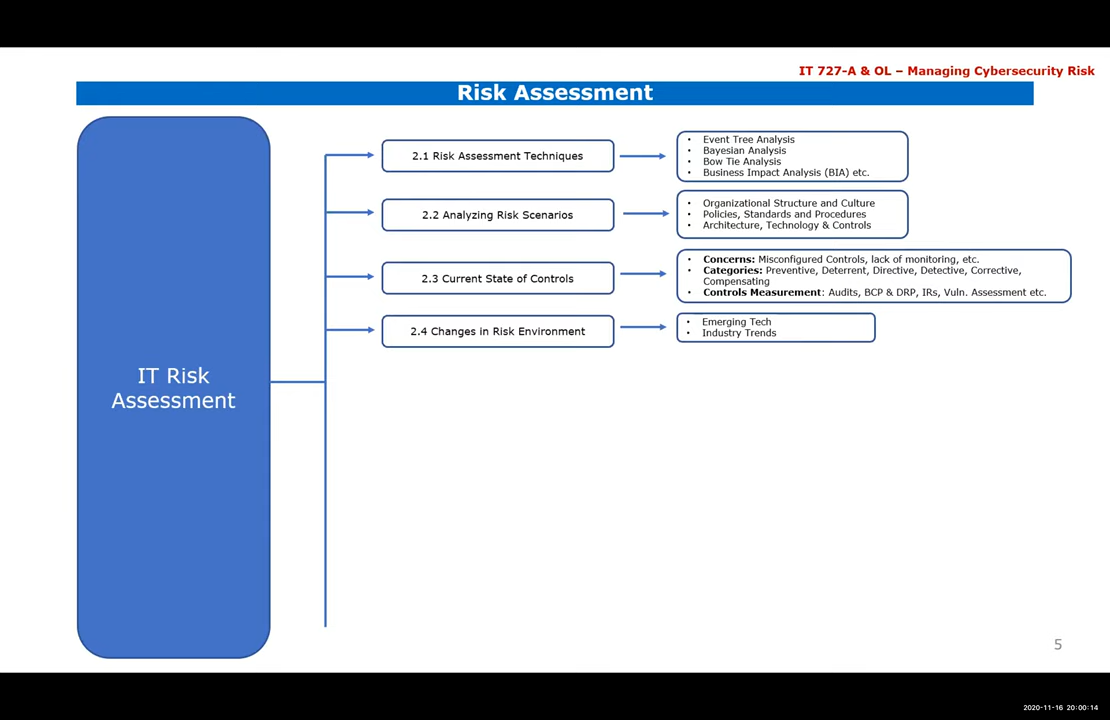 IT 727-A & OL – Managing Cybersecurity Risk
Risk Assessment
IT Risk
Assessment
2.1 Risk Assessment Techniques
• Event Tree Analysis
• Bayesian Analysis
• Bow Tie Analysis
• Business Impact Analysis (BIA) etc.
2.2 Analyzing Risk Scenarios
• Organizational Structure and Culture
• Policies, Standards and Procedures
• Architecture, Technology & Controls
2.3 Current State of Controls
• Concerns: Misconfigured Controls, lack of monitoring, etc.
• Categories: Preventive, Deterrent, Directive, Detective, Corrective,
Compensating
• Controls Measurement: Audits, BCP & DRP, IRs, Vuln. Assessment etc.
2.4 Changes in Risk Environment
• Emerging Tech
• Industry Trends
5
2020-11-16 20:00:14